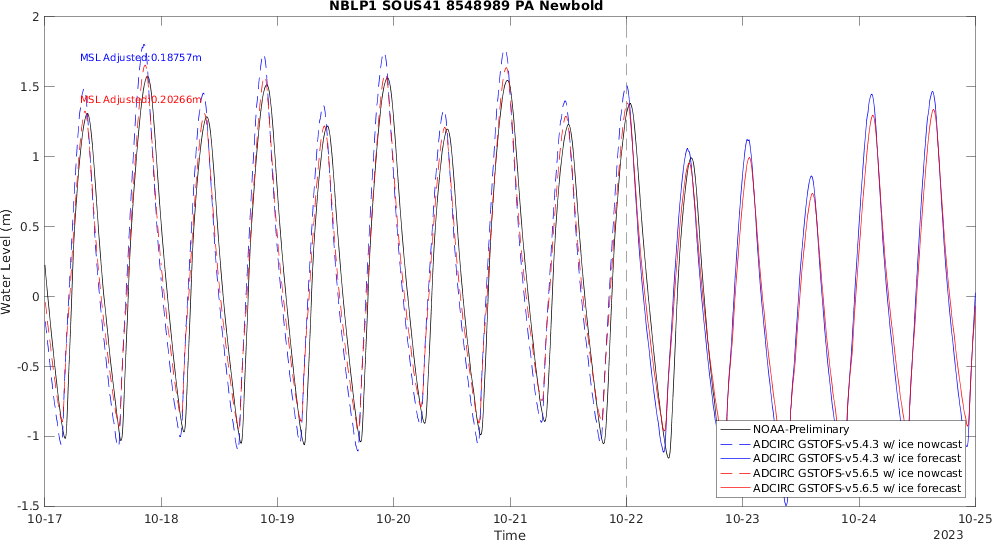 NBLP1 SOUS41 8548989 PA Newbold
MSL Adjusted:0.18757m
MSL Adjusted:0.20266m
Water Level (m)
2
1.5
1
0.5
0
-0.5
-1
-1.5
NOAA-Preliminary
ADCIRC GSTOFS-v5.4.3 w/ ice nowcast
ADCIRC GSTOFS-v5.4.3 w/ ice forecast
ADCIRC GSTOFS-v5.6.5 w/ ice nowcast
ADCIRC GSTOFS-v5.6.5 w/ ice forecast
10-17 10-18 10-19 10-20 10-21 10-22 10-23 10-24 10-25
Time
2023